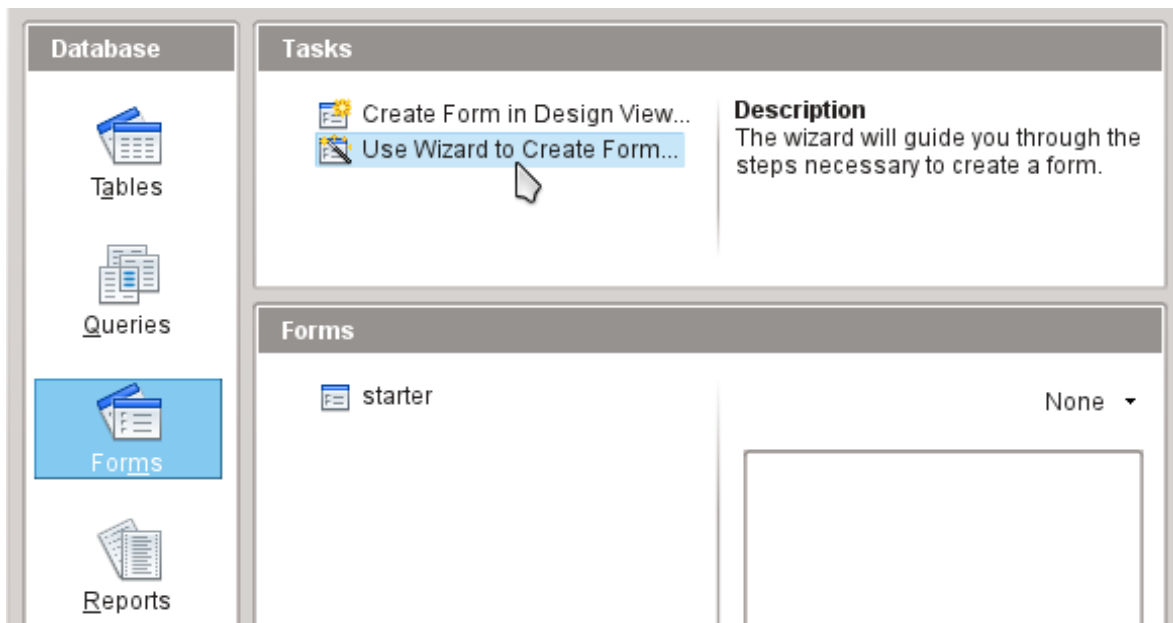 Database
Tables
Queries
Forms
Reports
Tasks
Create Form in Design View...
Use Wizard to Create Form...
Description
The wizard will guide you through the
steps necessary to create a form.
Forms
starter
None